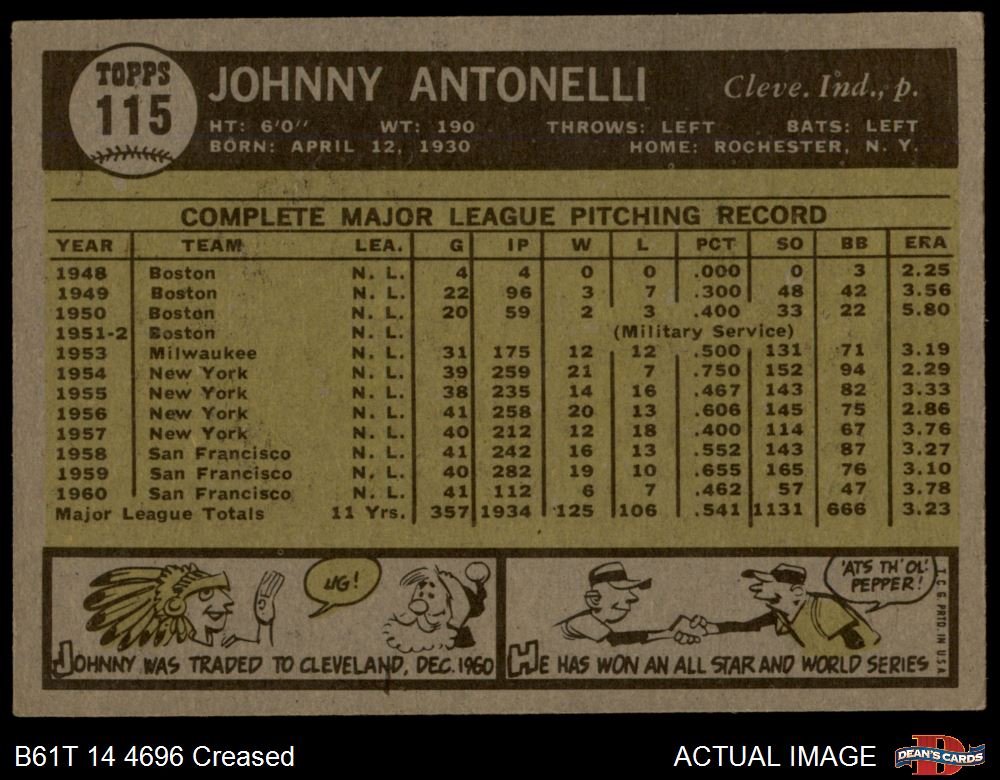 TOPPS
115
JOHNNY ANTONELLI
Cleve. Ind., p.
HT: 6'0" WT: 190 THROWS: LEFT BATS: LEFT
BORN: APRIL 12, 1930 HOME: ROCHESTER, N. Y.
COMPLETE MAJOR LEAGUE PITCHING RECORD
YEAR TEAM LEA. G IP W L PCT SO BB ERA
1948 Boston N. L. 4 4 0 0 .000 0 3 2.25
1949 Boston N. L. 22 96 3 7 .300 48 42 3.56
1950 Boston N. L. 20 59 2 3 .400 33 22 5.80
1951-2 Boston N. L. (Military Service)
1953 Milwaukee N. L. 31 175 12 12 .500 131 71 3.19
1954 New York N. L. 39 259 21 7 .750 152 94 2.29
1955 New York N. L. 38 235 14 16 .467 143 82 3.33
1956 New York N. L. 41 258 20 13 .606 145 75 2.86
1957 New York N. L. 40 212 12 18 .400 114 67 3.76
1958 San Francisco N. L. 41 242 16 13 .552 143 87 3.27
1959 San Francisco N. L. 40 282 19 10 .655 165 76 3.10
1960 San Francisco N. L. 41 112 6 7 .462 57 47 3.78
Major League Totals 11 Yrs. 357 1934 125 106 .541 1131 666 3.23
UG!
JOHNNY WAS TRADED TO CLEVELAND, DEC. 1960
'ATS TH' OL'
PEPPER!
HE HAS WON AN ALL STAR AND WORLD SERIES
T. C. G. PRTD. IN U.S.A.
B61T 14 4696 Creased
ACTUAL IMAGE
DEAN'S CARDS